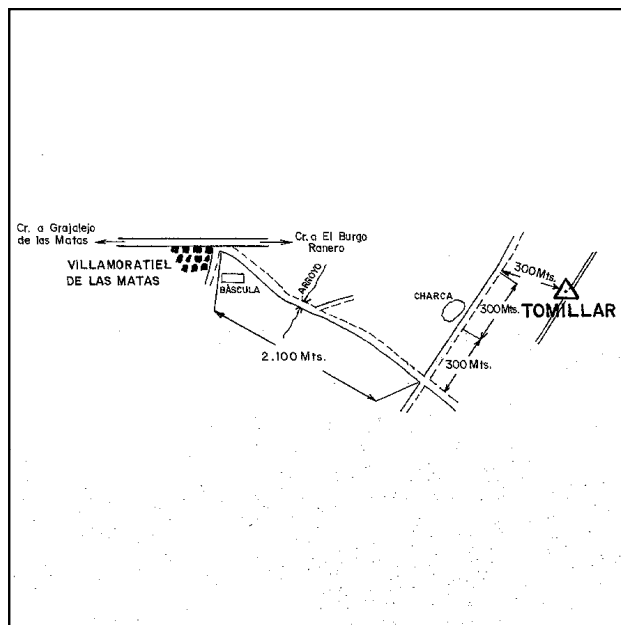 Cr. a Grajalejo
de las Matas
Cr. a El Burgo
Ranero
VILLAMORATIEL
DE LAS MATAS
BÁSCULA
ARROYO
CHARCA
300 Mts.
TOMILLAR
300 Mts.
300 Mts.
2.100 Mts.